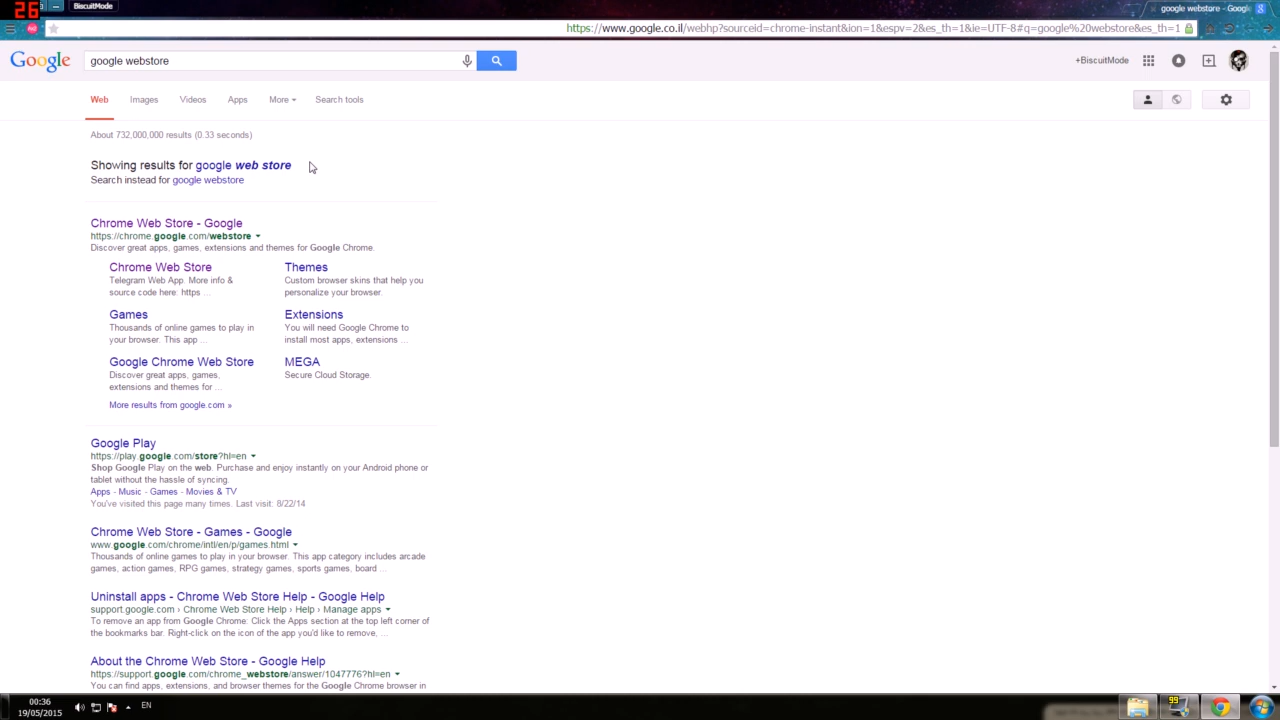 26
BiscuitMode
google webstore - Googl
https://www.google.co.il/webhp?sourceid=chrome-instant&ion=1&espv=2&es_th=1&ie=UTF-8#q=google%20webstore&es_th=1
Google
google webstore
+BiscuitMode
Web Images Videos Apps More Search tools
About 732,000,000 results (0.33 seconds)
Showing results for google web store
Search instead for google webstore
Chrome Web Store - Google
https://chrome.google.com/webstore
Discover great apps, games, extensions and themes for Google Chrome.
Chrome Web Store
Telegram Web App. More info &
source code here: https ...
Themes
Custom browser skins that help you
personalize your browser.
Games
Thousands of online games to play in
your browser. This app ...
Extensions
You will need Google Chrome to
install most apps, extensions ...
Google Chrome Web Store
Discover great apps, games,
extensions and themes for ...
MEGA
Secure Cloud Storage.
More results from google.com »
Google Play
https://play.google.com/store?hl=en
Shop Google Play on the web. Purchase and enjoy instantly on your Android phone or
tablet without the hassle of syncing.
Apps - Music - Games - Movies & TV
You've visited this page many times. Last visit: 8/22/14
Chrome Web Store - Games - Google
www.google.com/chrome/intl/en/p/games.html
Thousands of online games to play in your browser. This app category includes arcade
games, action games, RPG games, strategy games, sports games, board ...
Uninstall apps - Chrome Web Store Help - Google Help
support.google.com › Chrome Web Store Help › Help › Manage apps
To remove an app from Google Chrome: Click the Apps section at the top left corner of
the bookmarks bar. Right-click on the icon of the app you'd like to remove, ...
About the Chrome Web Store - Google Help
https://support.google.com/chrome_webstore/answer/1047776?hl=en
You can find apps, extensions, and browser themes for the Google Chrome browser in
00:36
19/05/2015
EN
99